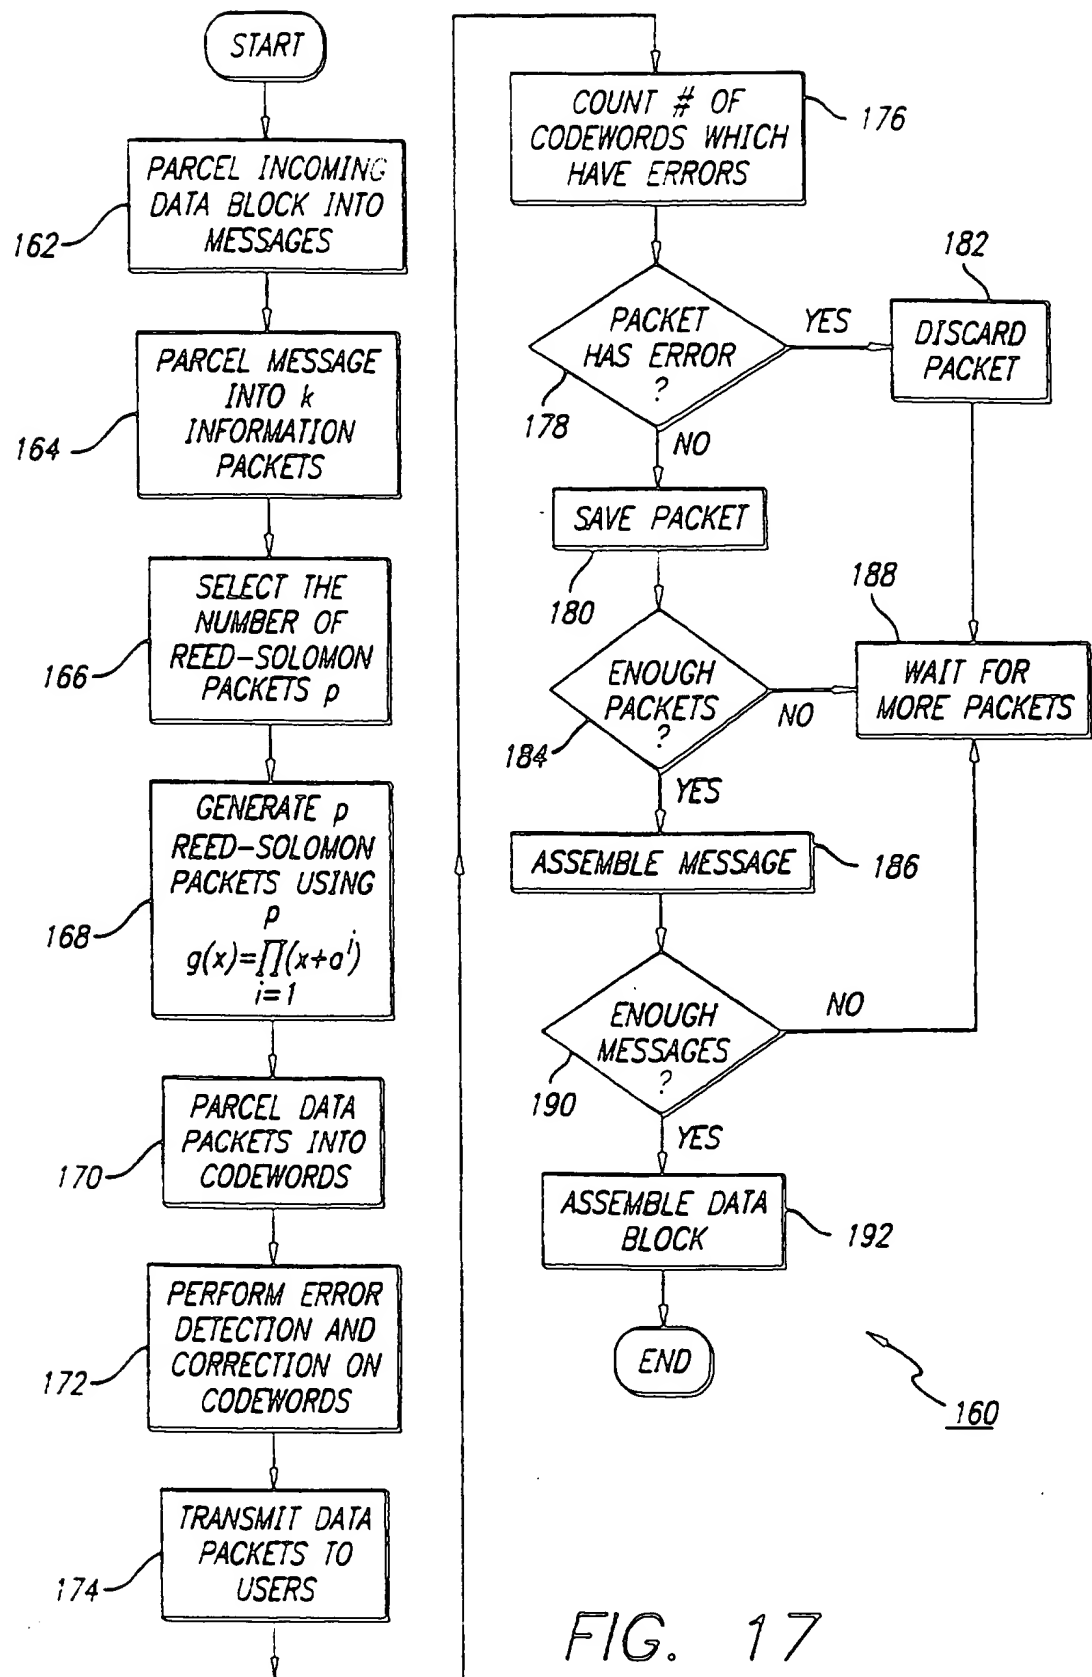 START
PARCEL INCOMING
DATA BLOCK INTO
MESSAGES
162
PARCEL MESSAGE
INTO k
INFORMATION
PACKETS
164
SELECT THE
NUMBER OF
REED-SOLOMON
PACKETS p
166
GENERATE p
REED-SOLOMON
PACKETS USING
p
g(x)=∏(x+a^i)
i=1
168
PARCEL DATA
PACKETS INTO
CODEWORDS
170
PERFORM ERROR
DETECTION AND
CORRECTION ON
CODEWORDS
172
TRANSMIT DATA
PACKETS TO
USERS
174
COUNT # OF
CODEWORDS WHICH
HAVE ERRORS
176
PACKET
HAS ERROR
?
178
YES
182
DISCARD
PACKET
NO
SAVE PACKET
180
188
ENOUGH
PACKETS
?
184
NO
WAIT FOR
MORE PACKETS
YES
ASSEMBLE MESSAGE
186
ENOUGH
MESSAGES
?
190
NO
YES
ASSEMBLE DATA
BLOCK
192
END
160
FIG. 17